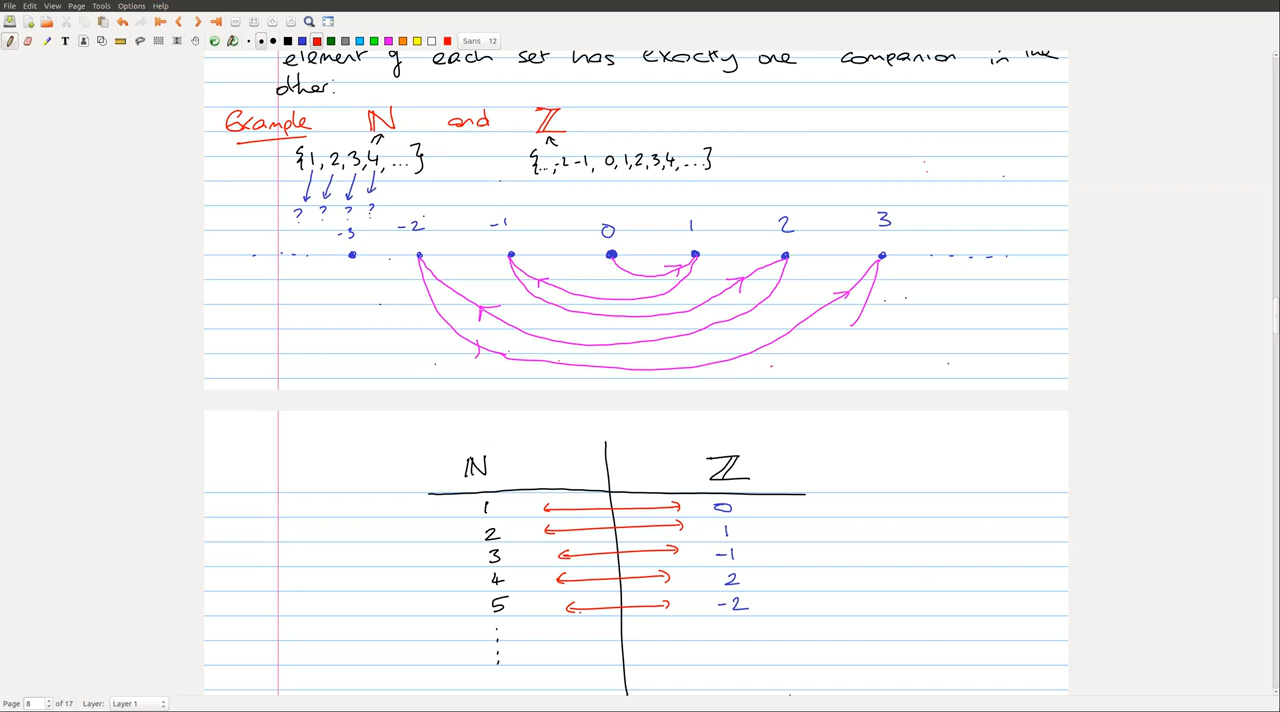 File Edit View Page Tools Options Help
Sans 12
element of each set has exactly one companion in the
other.
Example ℕ and ℤ
{1, 2, 3, 4, ...} {..., -2 -1, 0, 1, 2, 3, 4, ...}
? ? ? ?
-3 -2 -1 0 1 2 3
ℕ ℤ
1 0
2 1
3 -1
4 2
5 -2
Page 8 of 17 Layer: Layer 1